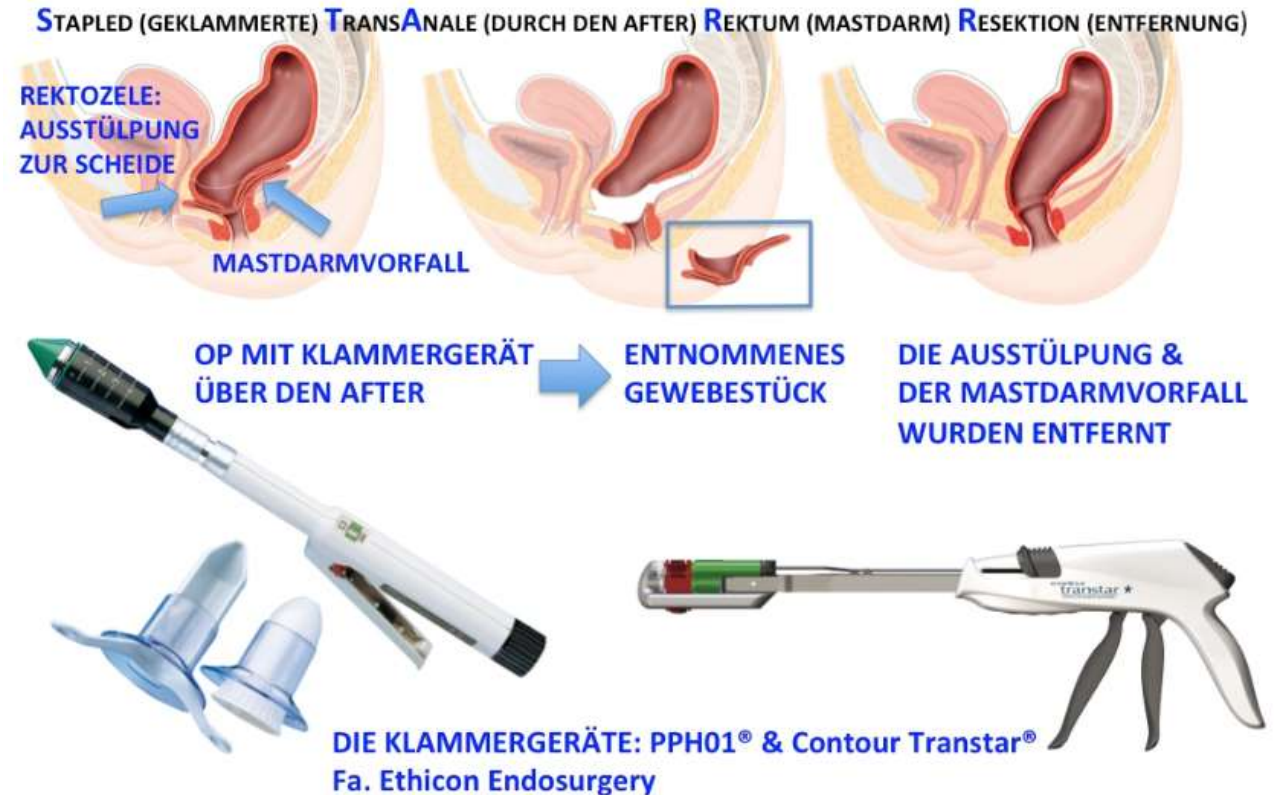 STAPLED (GEKLAMMERTE) TRANSANALE (DURCH DEN AFTER) REKTUM (MASTDARM) RESEKTION (ENTFERNUNG)
REKTOZELE:
AUSSTÜLPUNG
ZUR SCHEIDE
MASTDARMVORFALL
OP MIT KLAMMERGERÄT
ÜBER DEN AFTER
ENTNOMMENES
GEWEBESTÜCK
DIE AUSSTÜLPUNG &
DER MASTDARMVORFALL
WURDEN ENTFERNT
transtar
DIE KLAMMERGERÄTE: PPH01® & Contour Transtar®
Fa. Ethicon Endosurgery